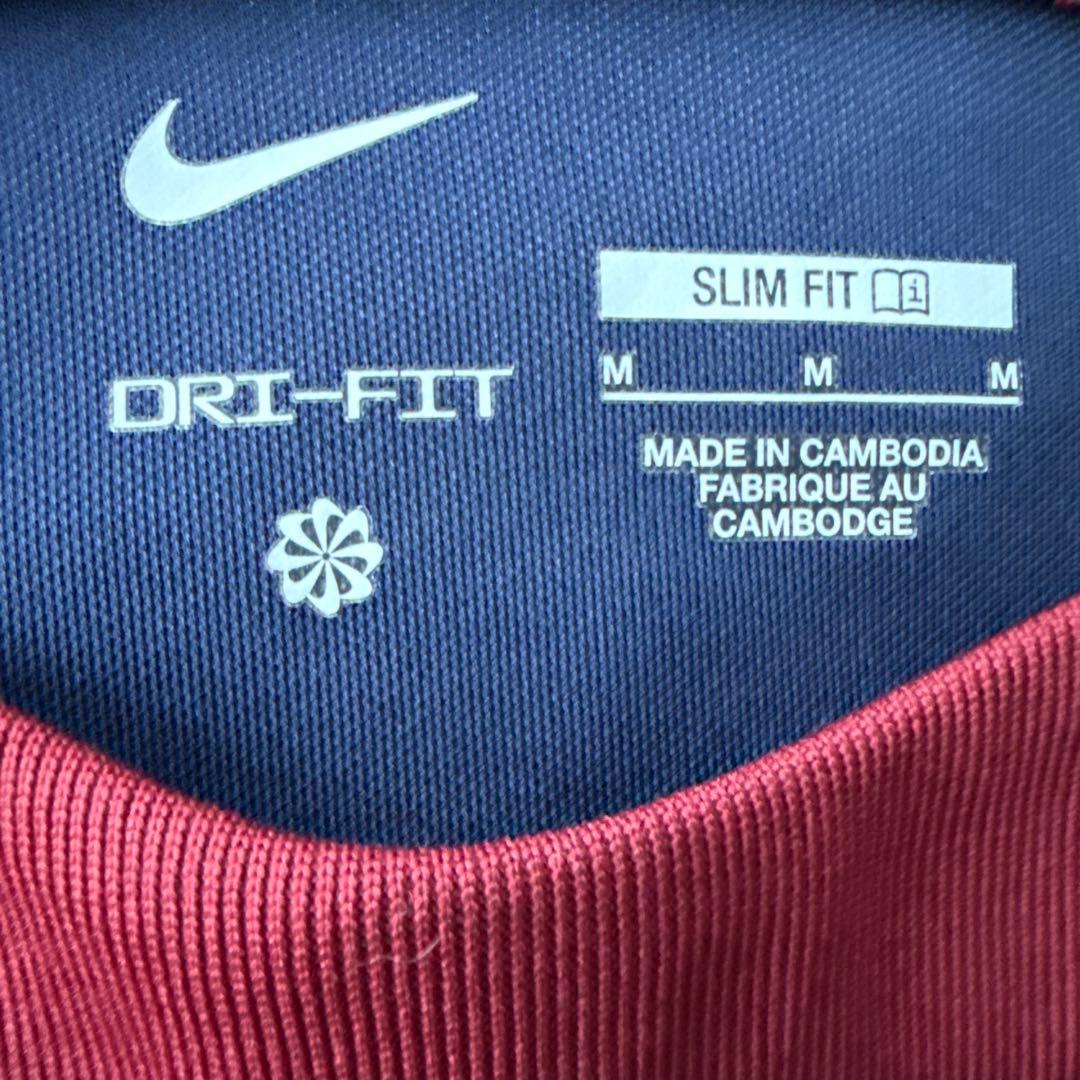 DRI-FIT
SLIM FIT i
M M M
MADE IN CAMBODIA
FABRIQUE AU
CAMBODGE